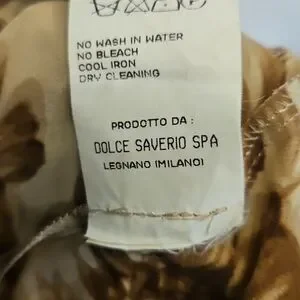 NO WASH IN WATER
NO BLEACH
COOL IRON
DRY CLEANING
PRODOTTO DA :
DOLCE SAVERIO SPA
LEGNANO (MILANO)